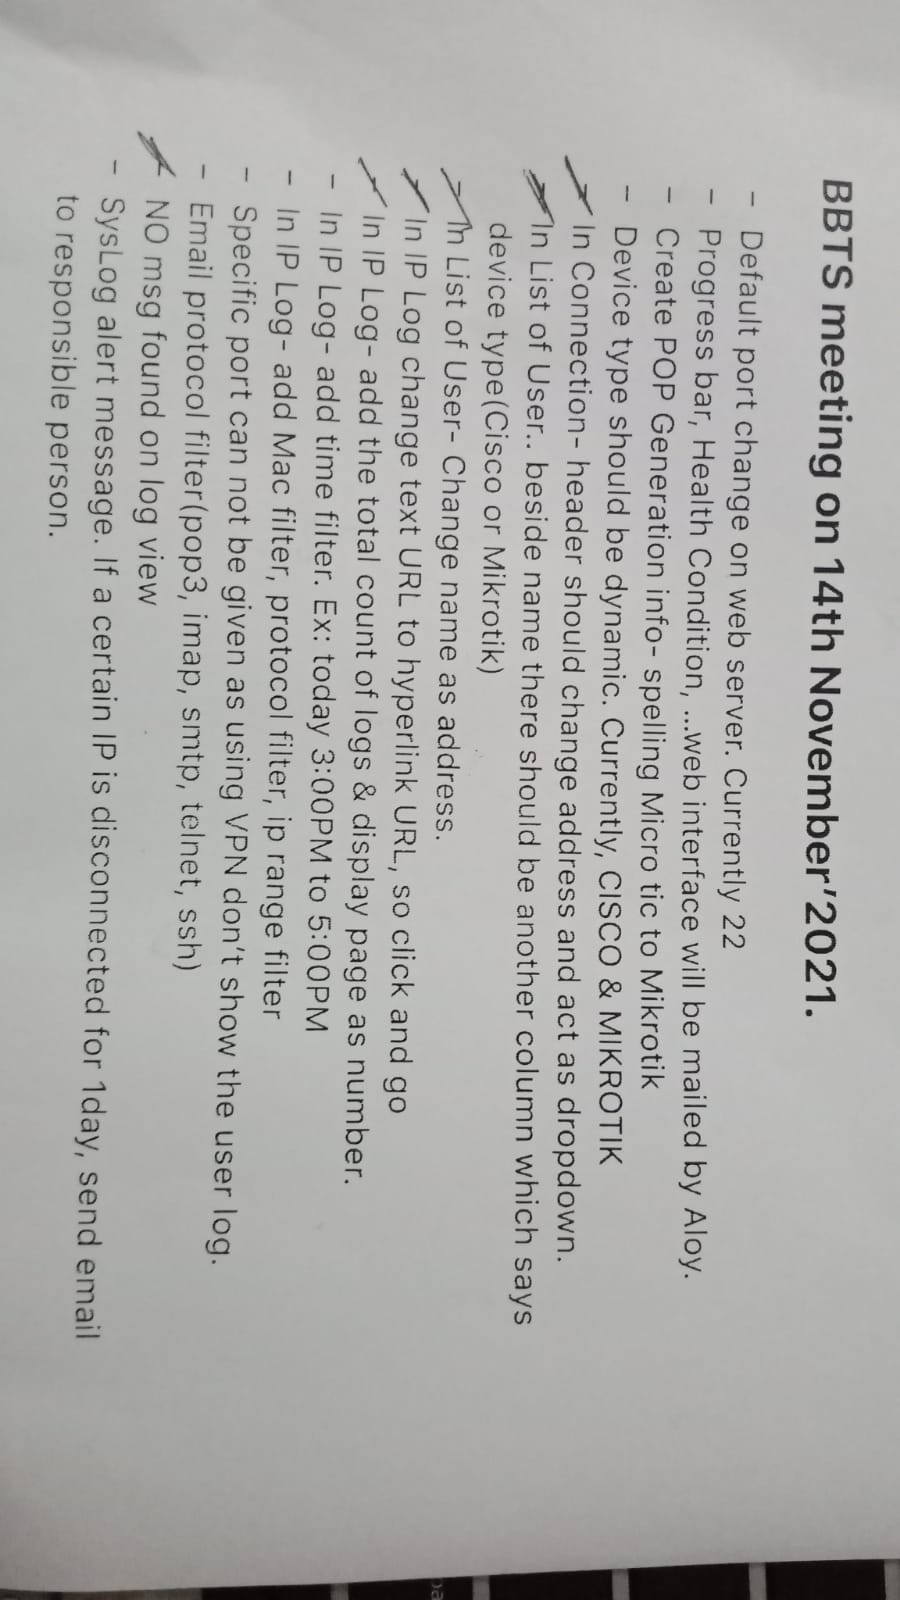 BBTS meeting on 14th November'2021.
- Default port change on web server. Currently 22
- Progress bar, Health Condition, ...web interface will be mailed by Aloy.
- Create POP Generation info- spelling Micro tic to Mikrotik
- Device type should be dynamic. Currently, CISCO & MIKROTIK
- In Connection- header should change address and act as dropdown.
- In List of User.. beside name there should be another column which says
device type(Cisco or Mikrotik)
- In List of User- Change name as address.
- In IP Log change text URL to hyperlink URL, so click and go
- In IP Log- add the total count of logs & display page as number.
- In IP Log- add time filter. Ex: today 3:00PM to 5:00PM
- In IP Log- add Mac filter, protocol filter, ip range filter
- Specific port can not be given as using VPN don't show the user log.
- Email protocol filter(pop3, imap, smtp, telnet, ssh)
- NO msg found on log view
- SysLog alert message. If a certain IP is disconnected for 1day, send email
to responsible person.